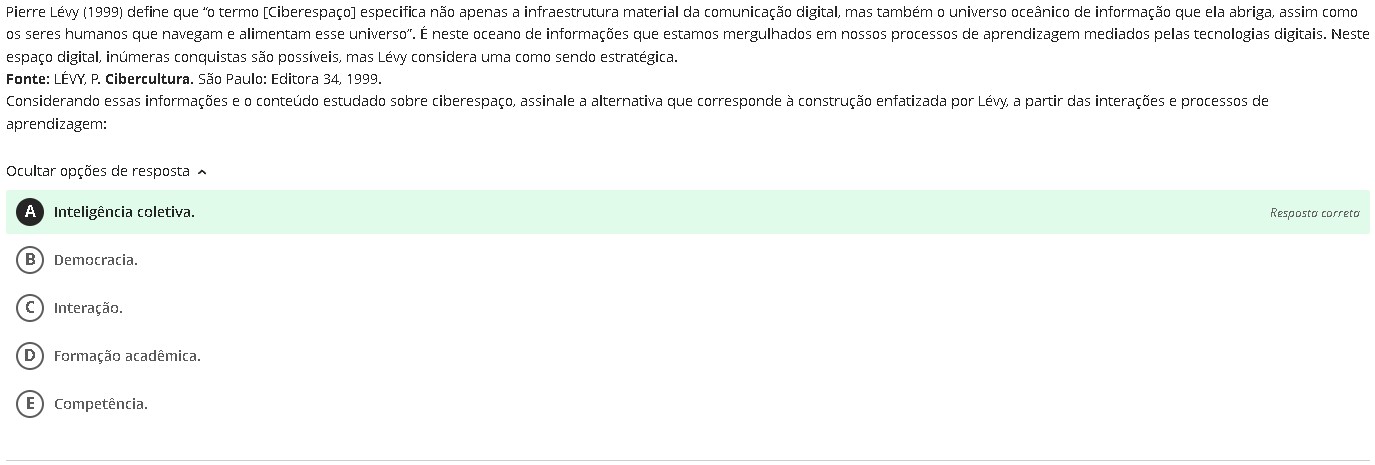 Pierre Lévy (1999) define que “o termo [Ciberespaço] especifica não apenas a infraestrutura material da comunicação digital, mas também o universo oceânico de informação que ela abriga, assim como
os seres humanos que navegam e alimentam esse universo”. É neste oceano de informações que estamos mergulhados em nossos processos de aprendizagem mediados pelas tecnologias digitais. Neste
espaço digital, inúmeras conquistas são possíveis, mas Lévy considera uma como sendo estratégica.
Fonte: LÉVY, P. Cibercultura. São Paulo: Editora 34, 1999.
Considerando essas informações e o conteúdo estudado sobre ciberespaço, assinale a alternativa que corresponde à construção enfatizada por Lévy, a partir das interações e processos de
aprendizagem:
Ocultar opções de resposta
A Inteligência coletiva. Resposta correta
B Democracia.
C Interação.
D Formação acadêmica.
E Competência.